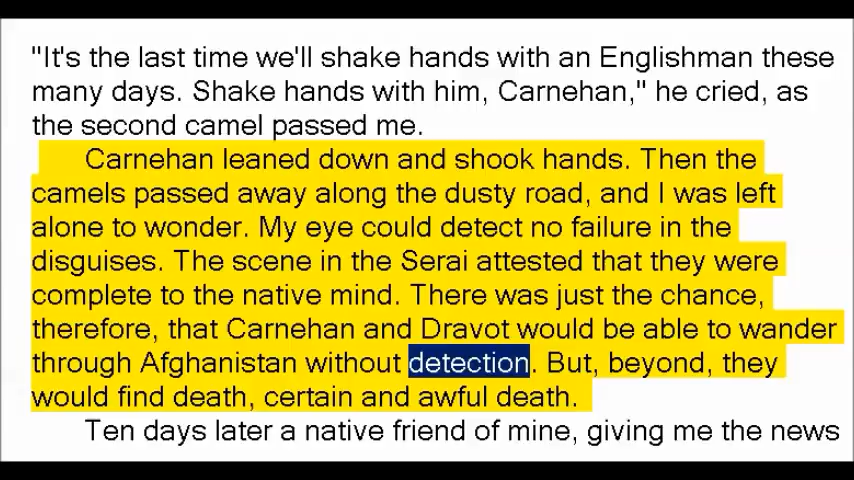 "It's the last time we'll shake hands with an Englishman these
many days. Shake hands with him, Carnehan," he cried, as
the second camel passed me.
Carnehan leaned down and shook hands. Then the
camels passed away along the dusty road, and I was left
alone to wonder. My eye could detect no failure in the
disguises. The scene in the Serai attested that they were
complete to the native mind. There was just the chance,
therefore, that Carnehan and Dravot would be able to wander
through Afghanistan without detection. But, beyond, they
would find death, certain and awful death.
Ten days later a native friend of mine, giving me the news